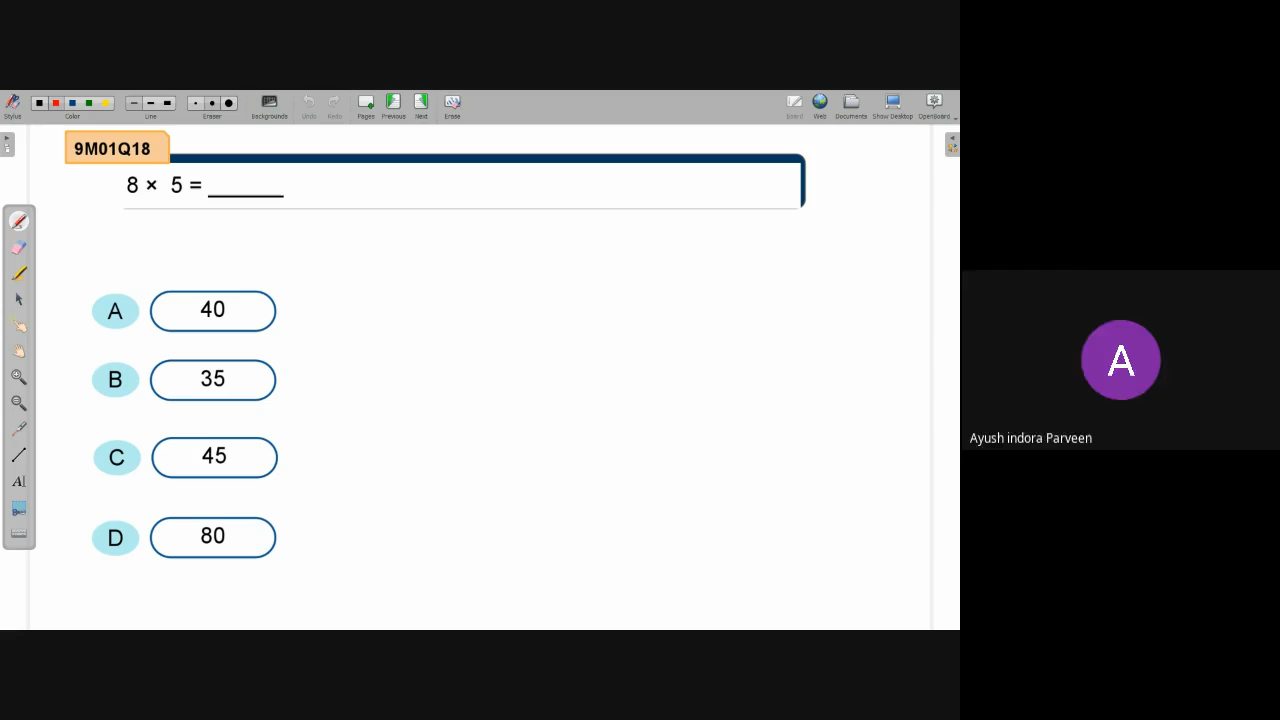 Stylus Color Line Eraser Backgrounds Undo Redo Pages Previous Next Erase Board Web Documents Show Desktop OpenBoard
9M01Q18
8 × 5 = ______
A 40
B 35
C 45
D 80
A
Ayush indora Parveen